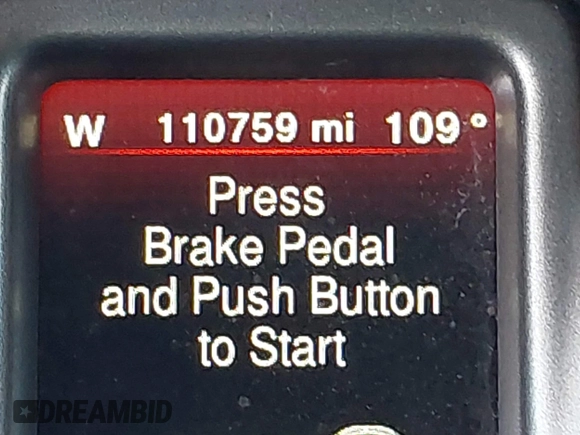 W 110759 mi 109°
Press
Brake Pedal
and Push Button
to Start
DREAMBID